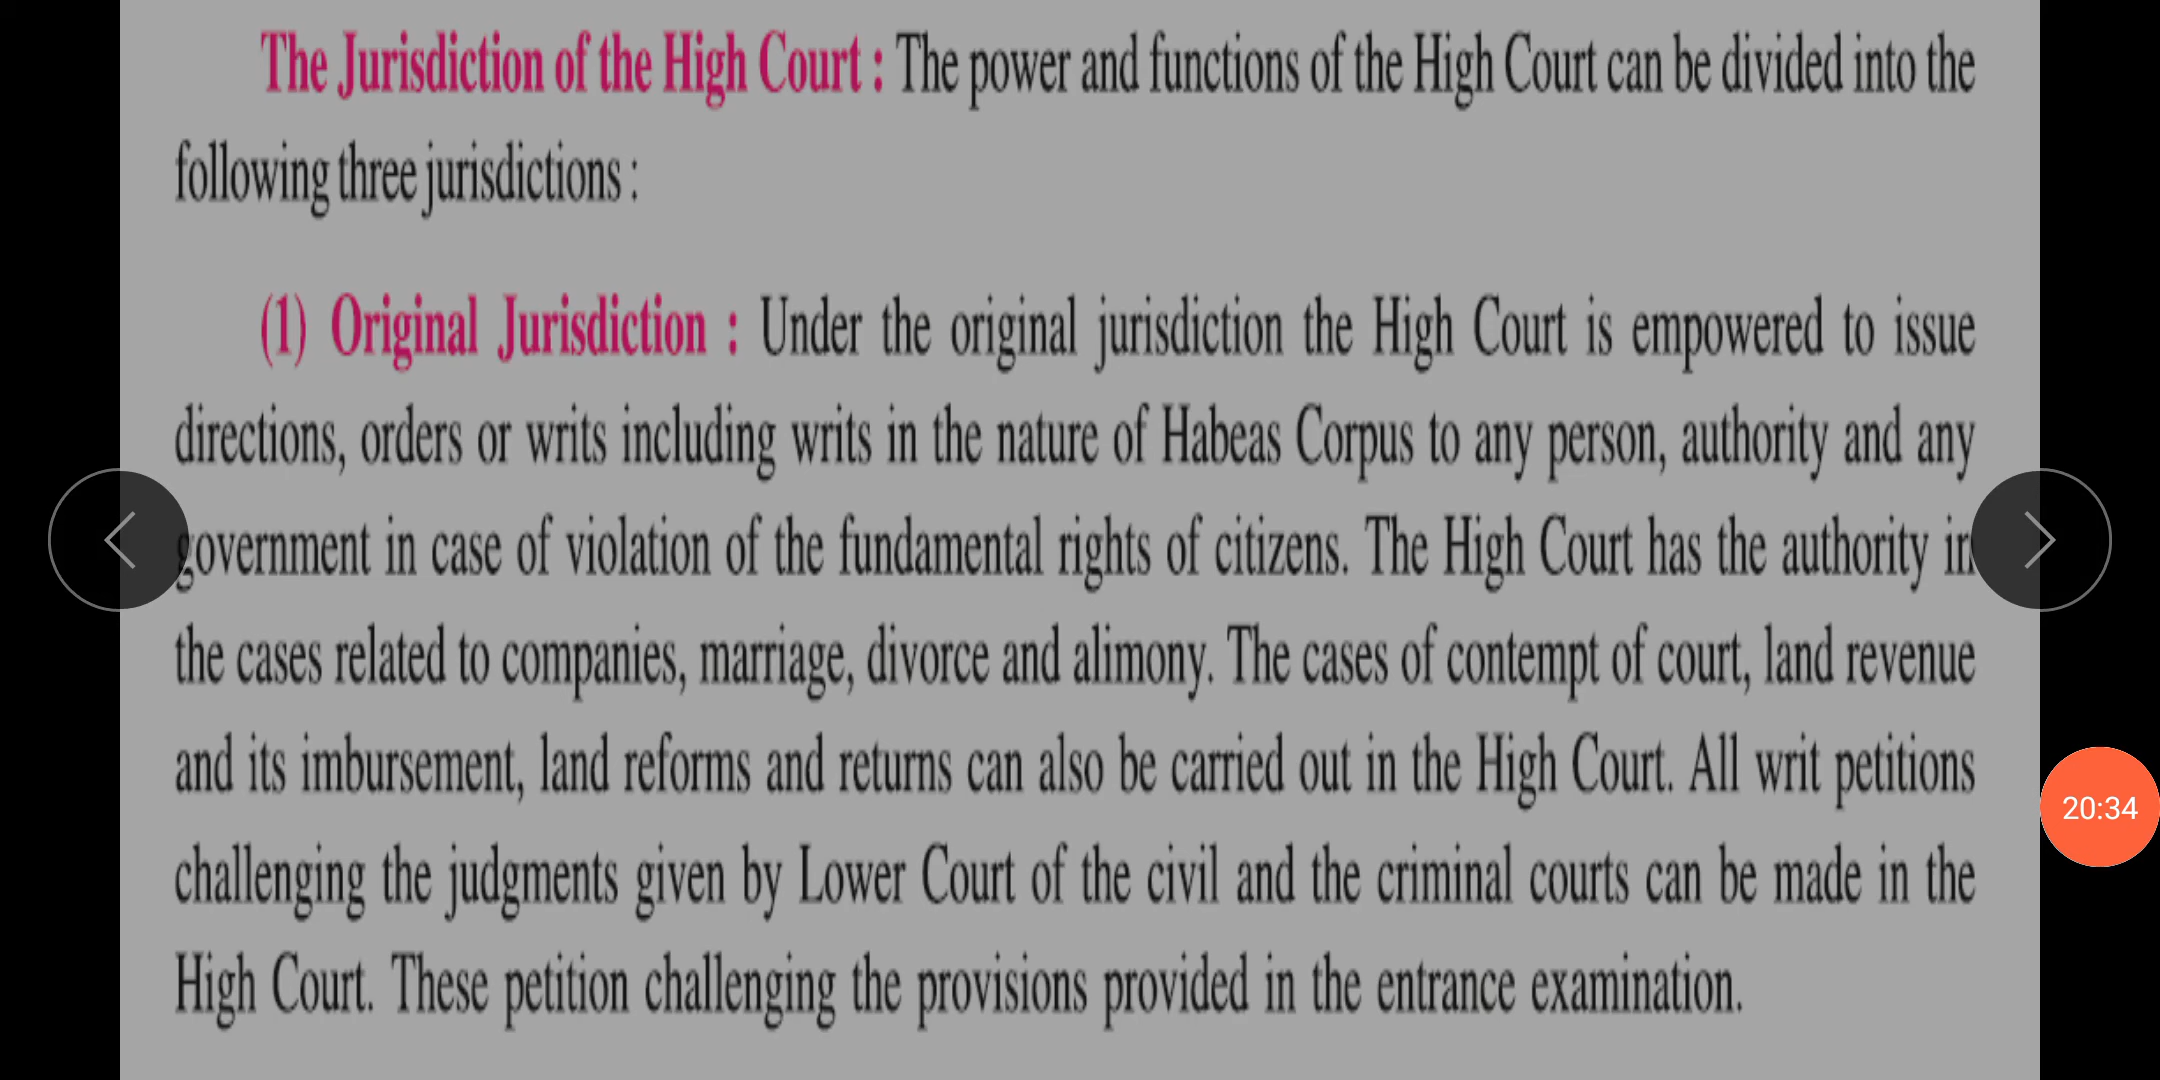 The Jurisdiction of the High Court : The power and functions of the High Court can be divided into the
following three jurisdictions :
(1) Original Jurisdiction : Under the original jurisdiction the High Court is empowered to issue
directions, orders or writs including writs in the nature of Habeas Corpus to any person, authority and any
government in case of violation of the fundamental rights of citizens. The High Court has the authority in
the cases related to companies, marriage, divorce and alimony. The cases of contempt of court, land revenue
and its imbursement, land reforms and returns can also be carried out in the High Court. All writ petitions
20:34
challenging the judgments given by Lower Court of the civil and the criminal courts can be made in the
High Court. These petition challenging the provisions provided in the entrance examination.